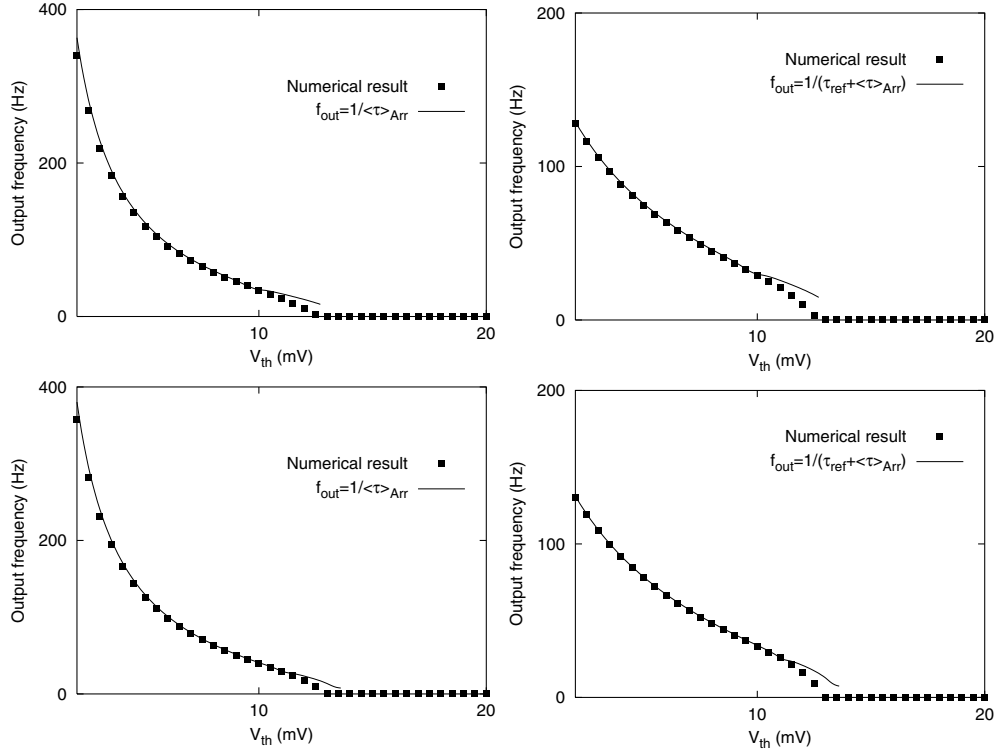 400
200
0
Output frequency (Hz)
Numerical result
f_out=1/<τ>_Arr
10
20
V_th (mV)
200
100
0
Output frequency (Hz)
Numerical result
f_out=1/(τ_ref+<τ>_Arr)
10
20
V_th (mV)
400
200
0
Output frequency (Hz)
Numerical result
f_out=1/<τ>_Arr
10
20
V_th (mV)
200
100
0
Output frequency (Hz)
Numerical result
f_out=1/(τ_ref+<τ>_Arr)
10
20
V_th (mV)